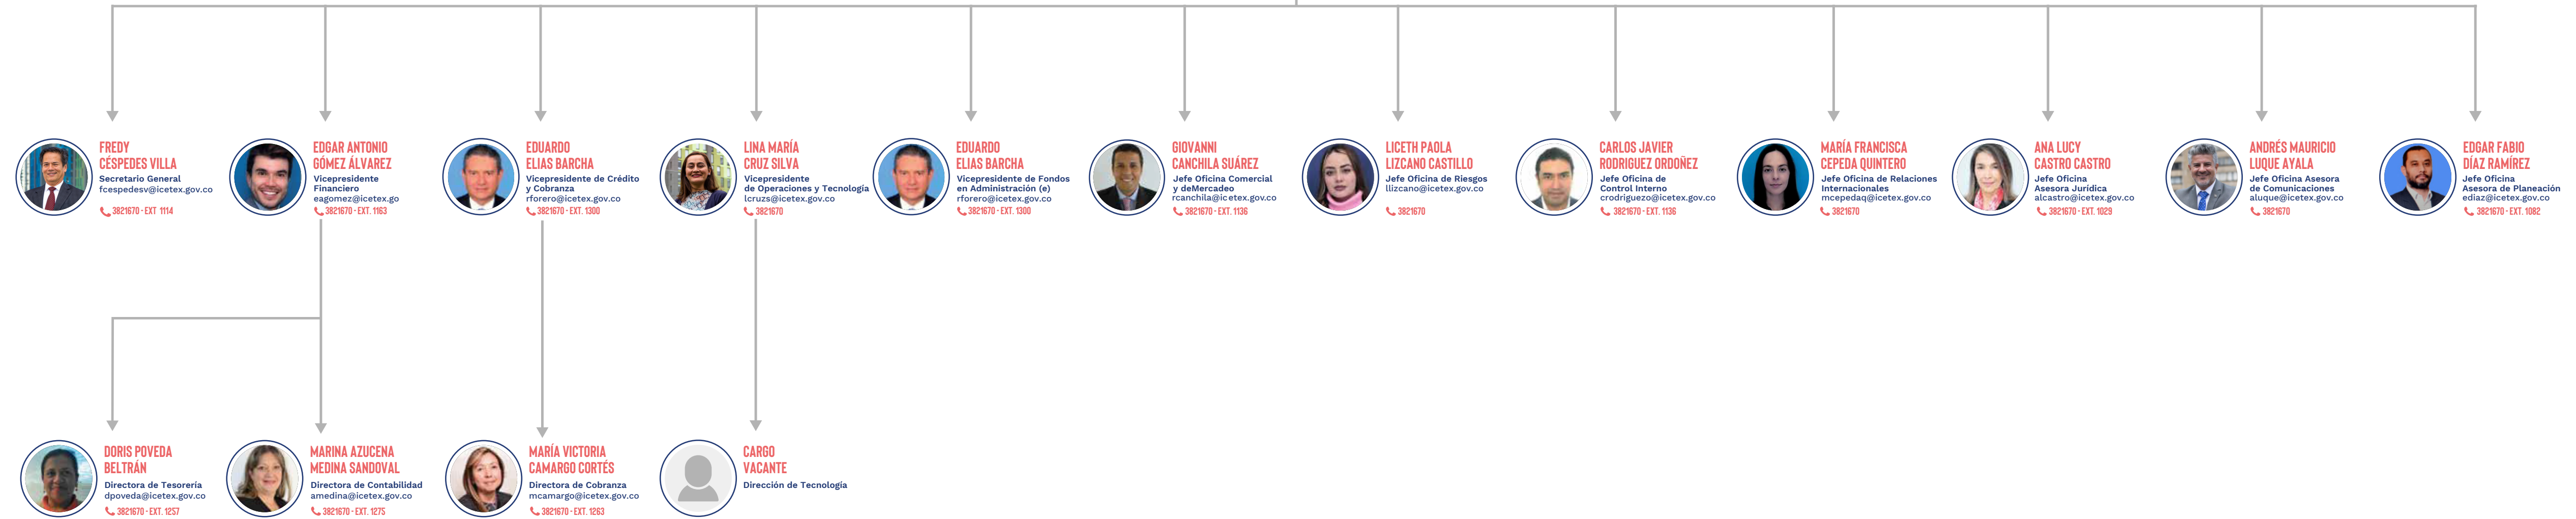 FREDY
CÉSPEDES VILLA
Secretario General
fcespedesv@icetex.gov.co
3821670 - EXT 1114
EDGAR ANTONIO
GÓMEZ ÁLVAREZ
Vicepresidente
Financiero
eagomez@icetex.go
3821670 - EXT. 1163
EDUARDO
ELIAS BARCHA
Vicepresidente de Crédito
y Cobranza
rforero@icetex.gov.co
3821670 - EXT. 1300
LINA MARÍA
CRUZ SILVA
Vicepresidente
de Operaciones y Tecnología
lcruzs@icetex.gov.co
3821670
EDUARDO
ELIAS BARCHA
Vicepresidente de Fondos
en Administración (e)
rforero@icetex.gov.co
3821670 - EXT. 1300
GIOVANNI
CANCHILA SUÁREZ
Jefe Oficina Comercial
y deMercadeo
rcanchila@icetex.gov.co
3821670 - EXT. 1136
LICETH PAOLA
LIZCANO CASTILLO
Jefe Oficina de Riesgos
llizcano@icetex.gov.co
3821670
CARLOS JAVIER
RODRIGUEZ ORDOÑEZ
Jefe Oficina de
Control Interno
crodriguezo@icetex.gov.co
3821670 - EXT. 1136
MARÍA FRANCISCA
CEPEDA QUINTERO
Jefe Oficina de Relaciones
Internacionales
mcepedaq@icetex.gov.co
3821670
ANA LUCY
CASTRO CASTRO
Jefe Oficina
Asesora Jurídica
alcastro@icetex.gov.co
3821670 - EXT. 1029
ANDRÉS MAURICIO
LUQUE AYALA
Jefe Oficina Asesora
de Comunicaciones
aluque@icetex.gov.co
3821670
EDGAR FABIO
DÍAZ RAMÍREZ
Jefe Oficina
Asesora de Planeación
ediaz@icetex.gov.co
3821670 - EXT. 1082
DORIS POVEDA
BELTRÁN
Directora de Tesorería
dpoveda@icetex.gov.co
3821670 - EXT. 1257
MARINA AZUCENA
MEDINA SANDOVAL
Directora de Contabilidad
amedina@icetex.gov.co
3821670 - EXT. 1275
MARÍA VICTORIA
CAMARGO CORTÉS
Directora de Cobranza
mcamargo@icetex.gov.co
3821670 - EXT. 1263
CARGO
VACANTE
Dirección de Tecnología